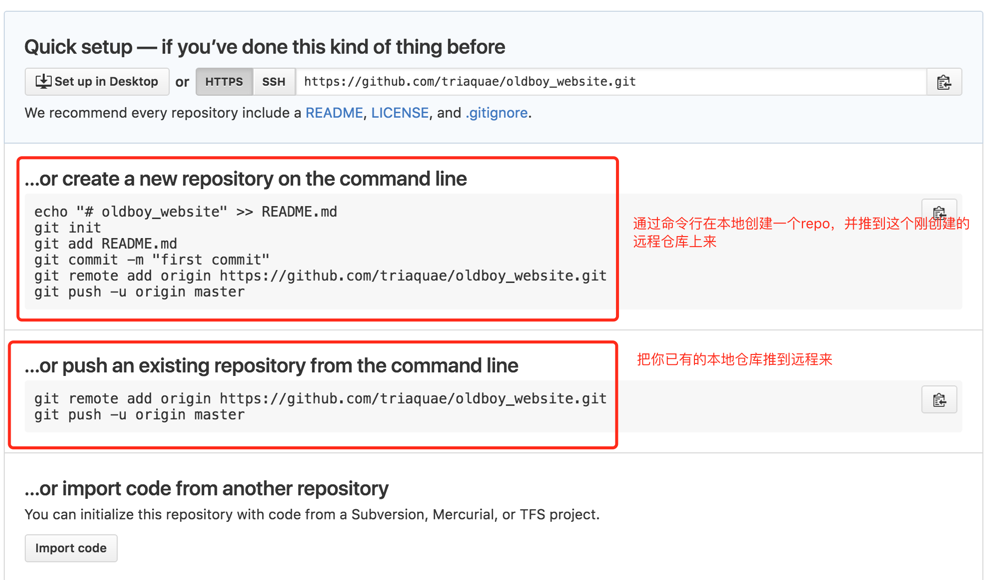 Quick setup — if you've done this kind of thing before
Set up in Desktop or HTTPS SSH https://github.com/triaquae/oldboy_website.git
We recommend every repository include a README, LICENSE, and .gitignore.
...or create a new repository on the command line
echo "# oldboy_website" >> README.md
git init
git add README.md
git commit -m "first commit"
git remote add origin https://github.com/triaquae/oldboy_website.git
git push -u origin master
通过命令行在本地创建一个repo，并推到这个刚创建的
远程仓库上来
...or push an existing repository from the command line
git remote add origin https://github.com/triaquae/oldboy_website.git
git push -u origin master
把你已有的本地仓库推到远程来
...or import code from another repository
You can initialize this repository with code from a Subversion, Mercurial, or TFS project.
Import code